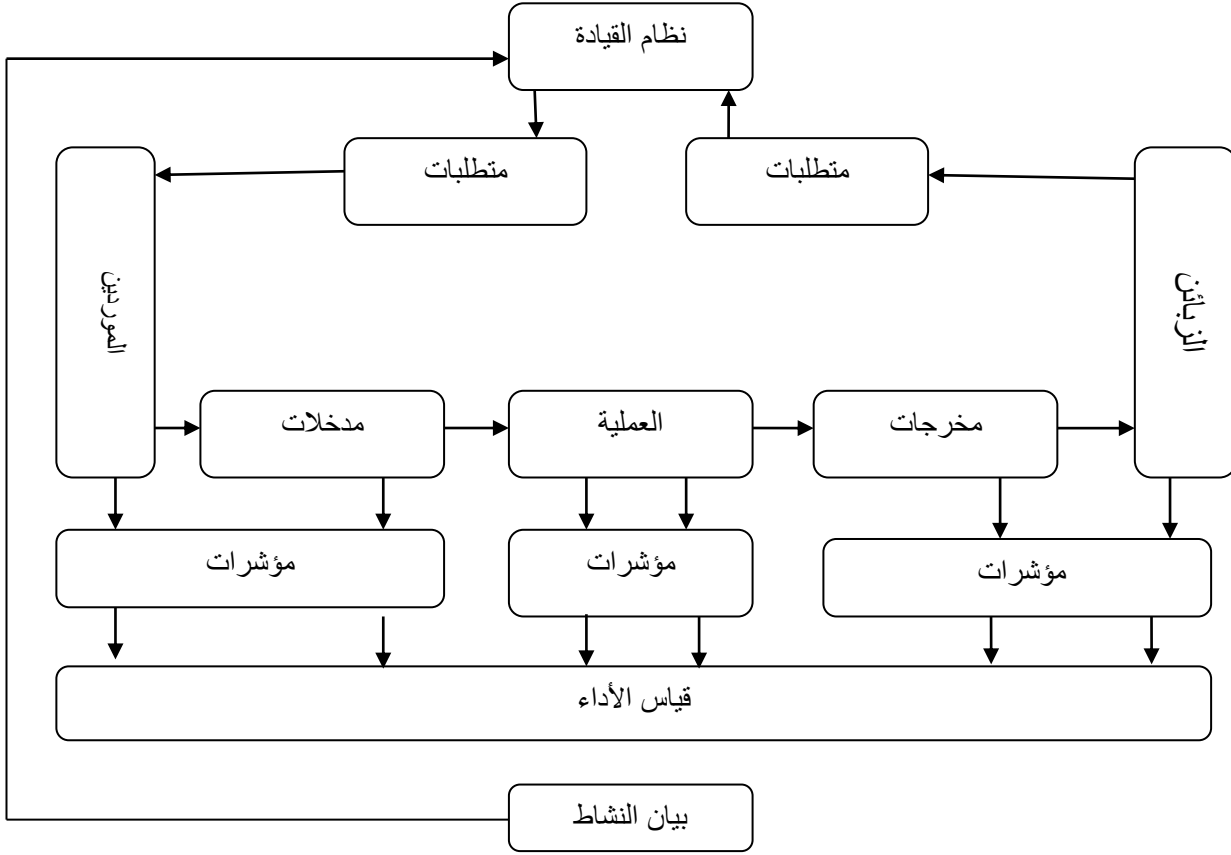 نظام القيادة
متطلبات
متطلبات
الزبائن
الموردين
مخرجات
العملية
مدخلات
مؤشرات
مؤشرات
مؤشرات
قياس الأداء
بيان النشاط